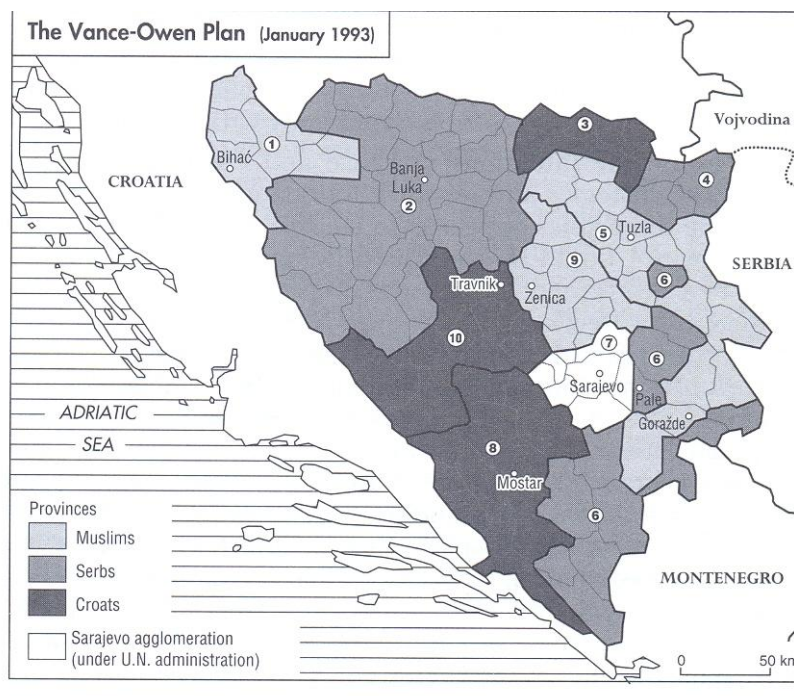 The Vance-Owen Plan (January 1993)
Vojvodina
CROATIA
SERBIA
MONTENEGRO
ADRIATIC
SEA
1
Bihać
2
Banja
Luka
3
4
5
Tuzla
6
9
Zenica
Travnik
10
7
Sarajevo
6
Pale
Goražde
8
Mostar
6
Provinces
Muslims
Serbs
Croats
Sarajevo agglomeration
(under U.N. administration)
0 50 km